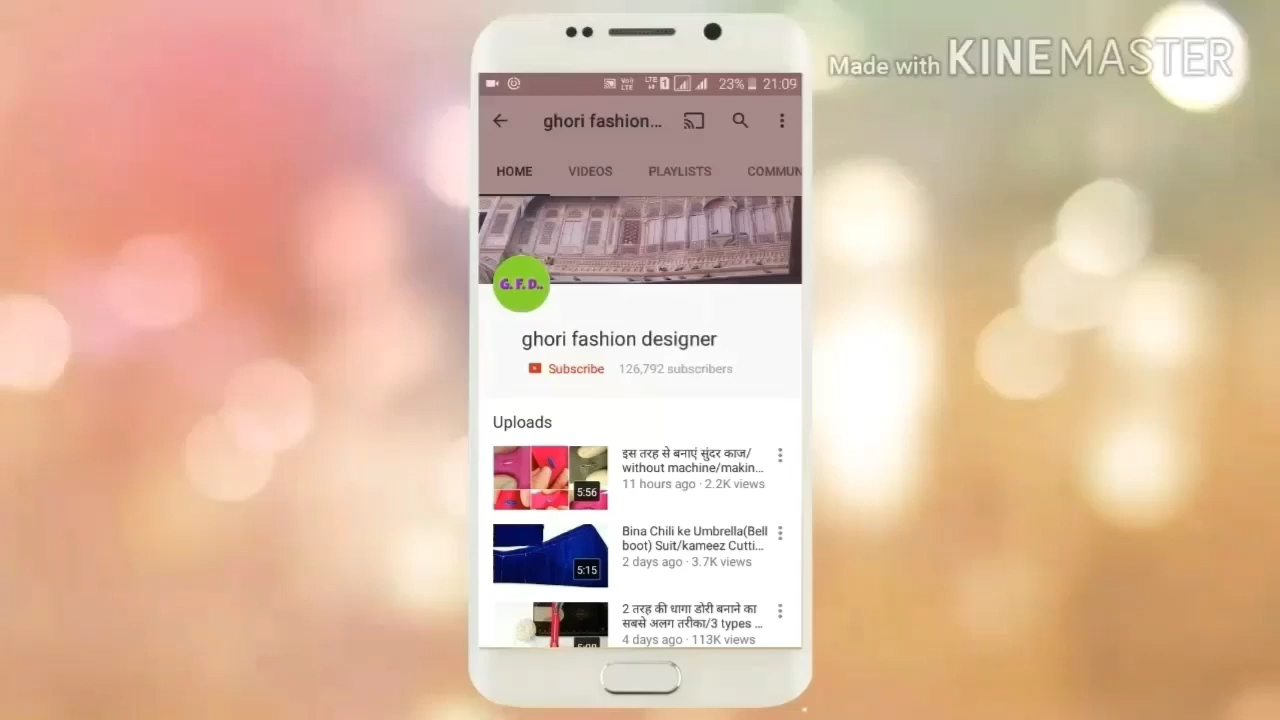 Made with KINEMASTER
VoLTE LTE 1 23% 21:09
ghori fashion...
HOME VIDEOS PLAYLISTS COMMUN
G. F. D..
ghori fashion designer
Subscribe 126,792 subscribers
Uploads
इस तरह से बनाएं सुंदर काज/
without machine/makin...
11 hours ago · 2.2K views
5:56
Bina Chili ke Umbrella(Bell
boot) Suit/kameez Cutti...
2 days ago · 3.7K views
5:15
2 तरह की धागा डोरी बनाने का
सबसे अलग तरीका/3 types ...
4 days ago · 113K views